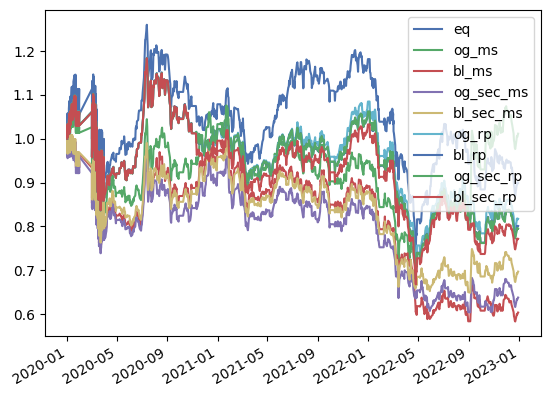 1.2
1.1
1.0
0.9
0.8
0.7
0.6
eq
og_ms
bl_ms
og_sec_ms
bl_sec_ms
og_rp
bl_rp
og_sec_rp
bl_sec_rp
2020-01
2020-05
2020-09
2021-01
2021-05
2021-09
2022-01
2022-05
2022-09
2023-01